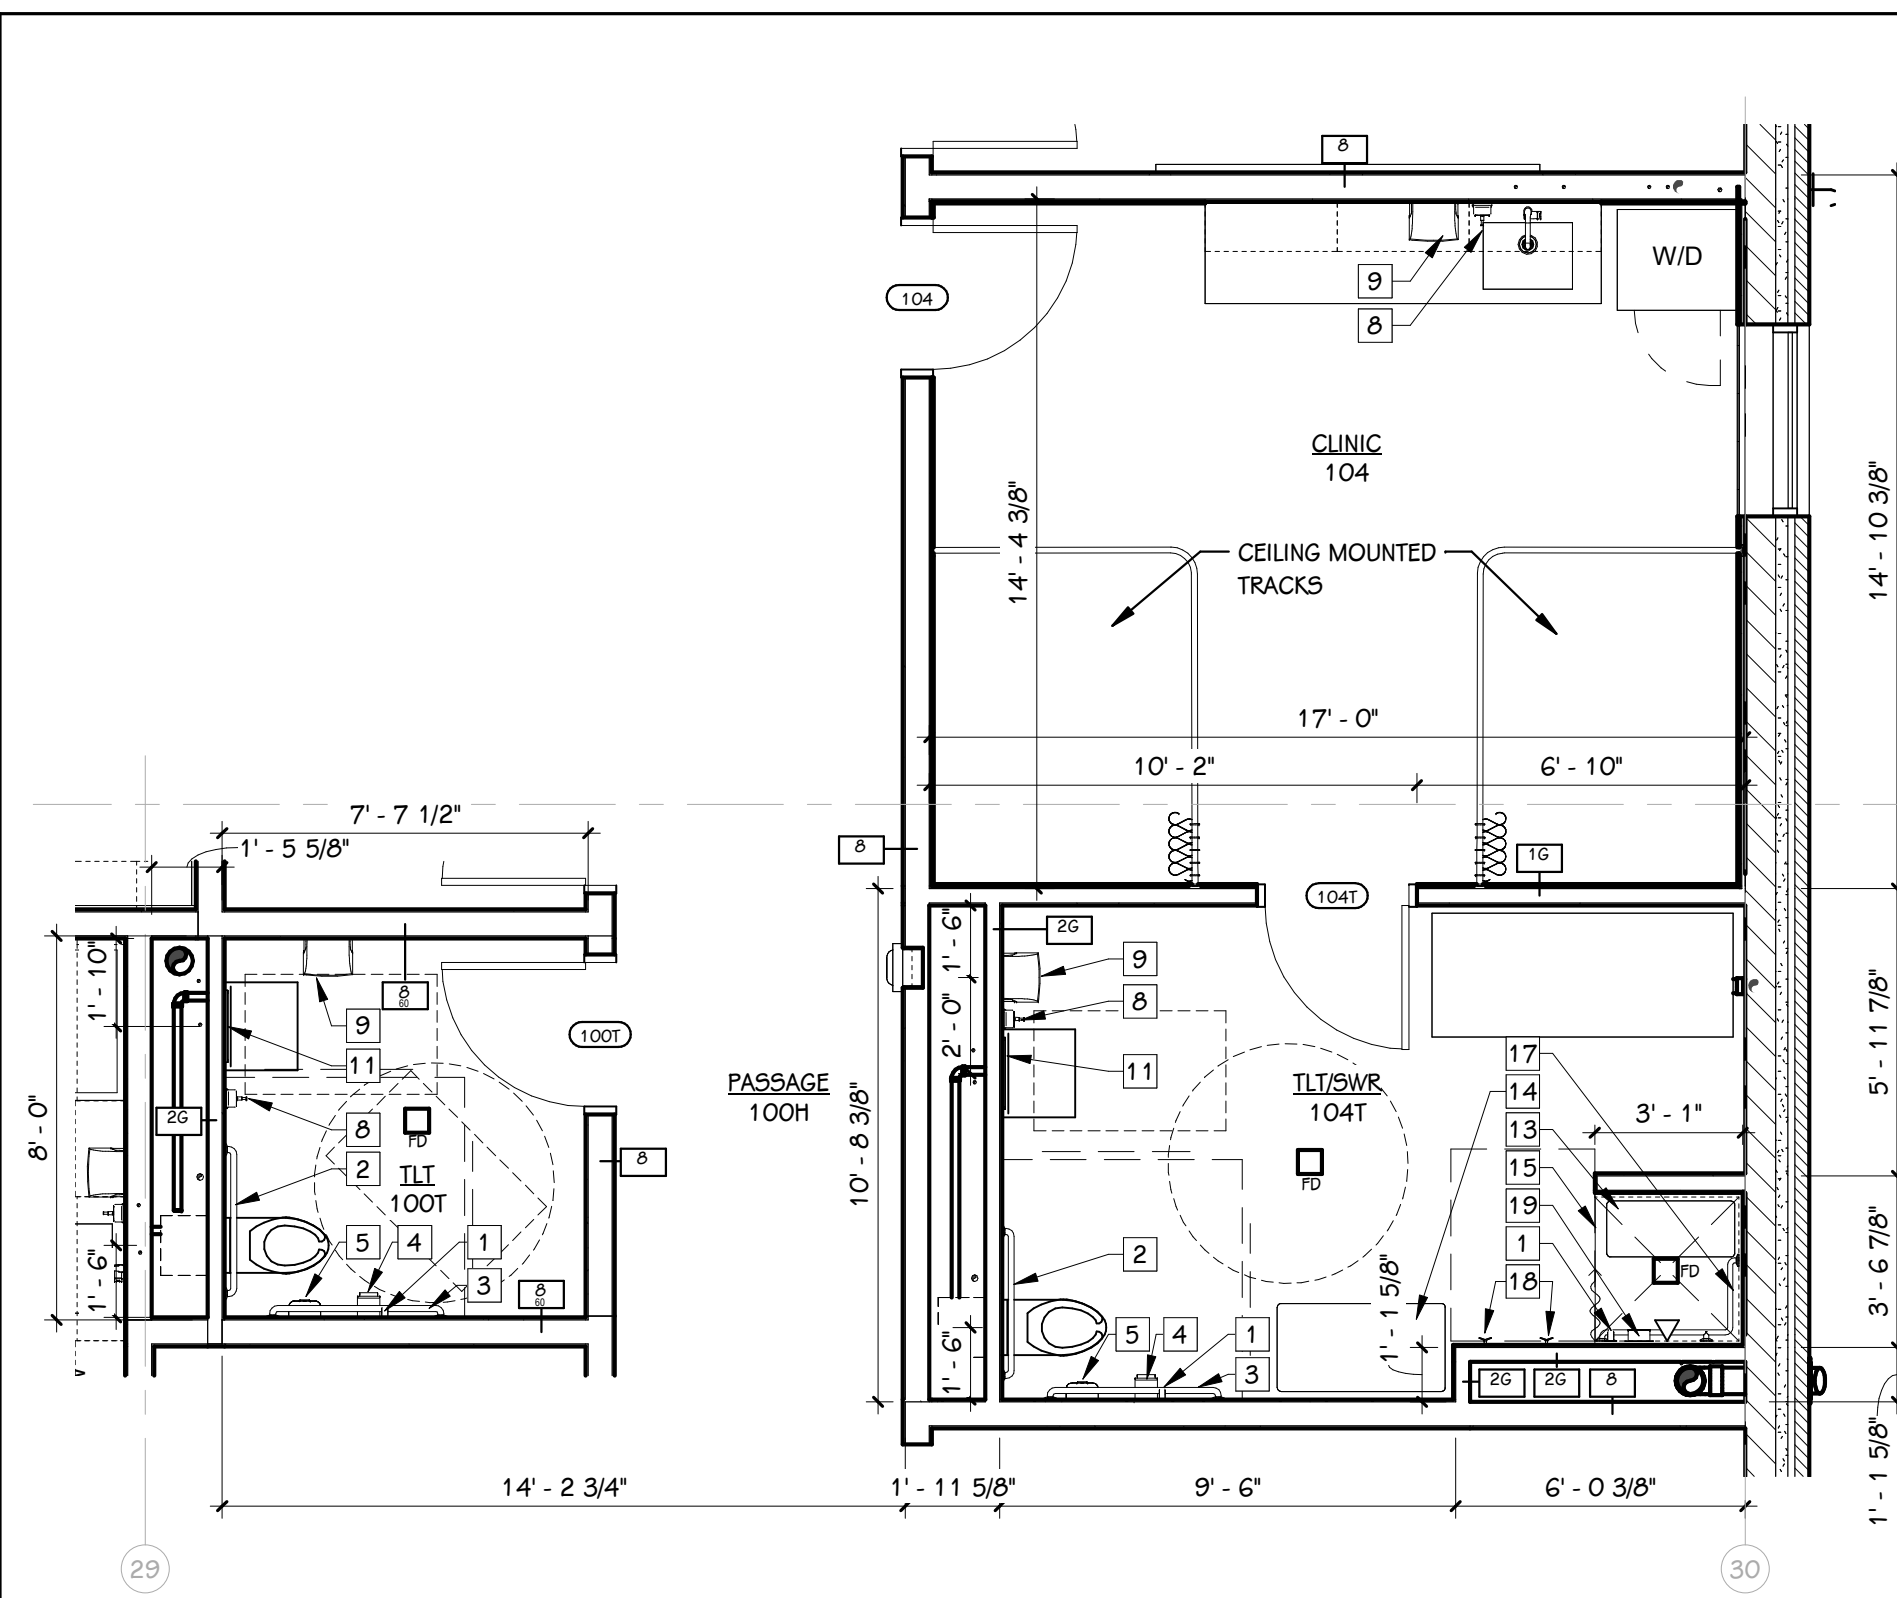 8
104
9
8
W/D
CLINIC
104
14' - 4 3/8"
14' - 10 3/8"
CEILING MOUNTED
TRACKS
17' - 0"
10' - 2"
6' - 10"
7' - 7 1/2"
1' - 5 5/8"
8
1G
104T
2G
1' - 6"
2' - 0"
9
8
11
1' - 10"
8
60
9
11
100T
8' - 0"
2G
8
2
FD
TLT
100T
8
5
4
1
3
8
60
1' - 6"
PASSAGE
100H
10' - 8 3/8"
TLT/SWR
104T
FD
17
14
13
15
19
1
18
3' - 1"
5' - 11 7/8"
FD
3' - 6 7/8"
2
5
4
1
3
1' - 6"
1' - 1 5/8"
2G
2G
8
1' - 1 5/8"
14' - 2 3/4"
1' - 11 5/8"
9' - 6"
6' - 0 3/8"
29
30